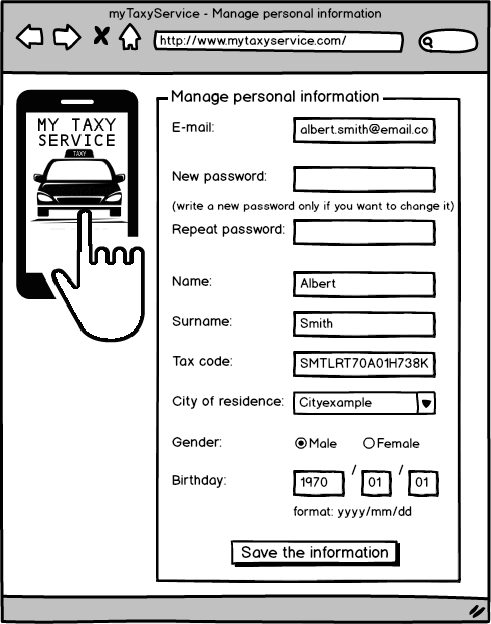 myTaxyService - Manage personal information
http://www.mytaxyservice.com/
MY TAXY
SERVICE
TAXY
Manage personal information
E-mail: albert.smith@email.co
New password:
(write a new password only if you want to change it)
Repeat password:
Name: Albert
Surname: Smith
Tax code: SMTLRT70A01H738K
City of residence: Cityexample
Gender: Male Female
Birthday: 1970 / 01 / 01
format: yyyy/mm/dd
Save the information